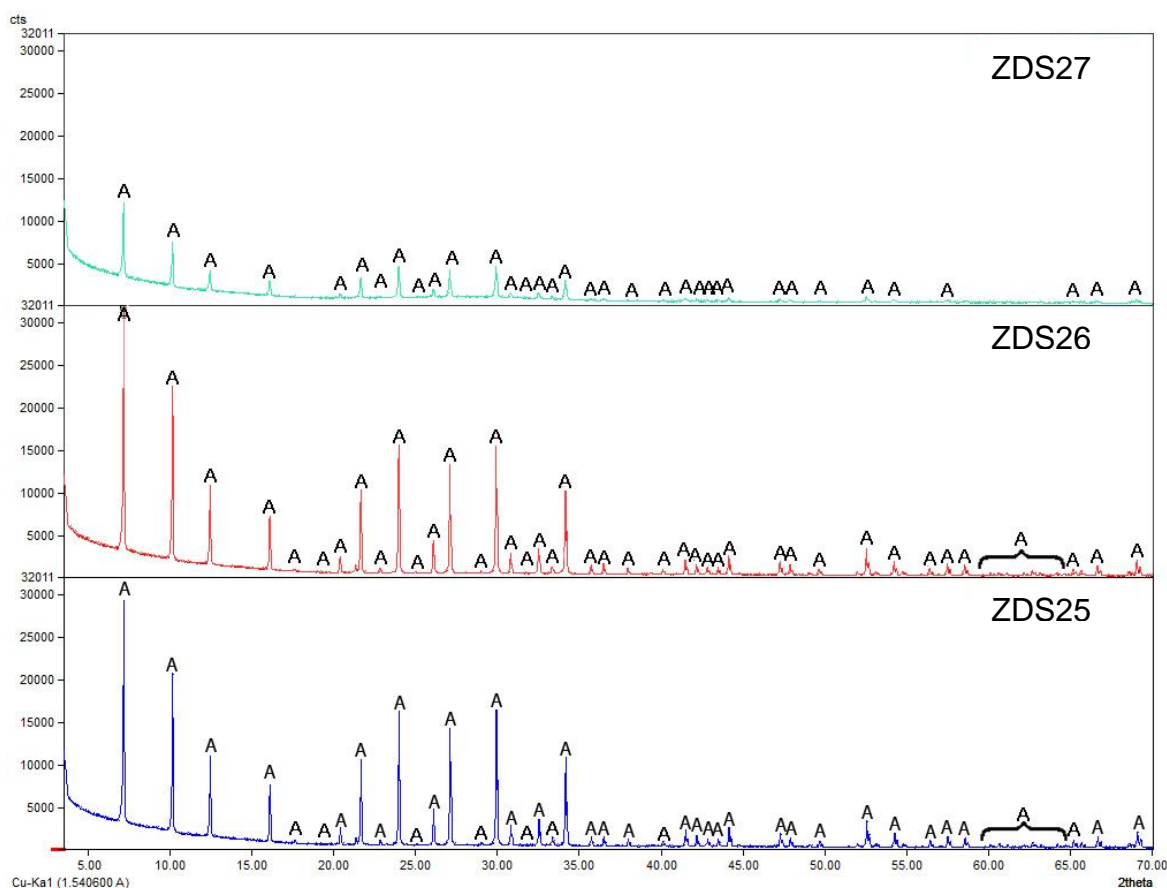 cts
32011
30000
ZDS27
25000
20000
15000
10000
5000
A A A A A A A A A A A A A A A A A A A A A A A A A A A A A A A A A A
32011
30000
ZDS26
25000
20000
15000
10000
5000
A A A A A A A A A A A A A A A A A A A A A A A A A A A A A A A A A A A A A A A A A
32011
30000
ZDS25
25000
20000
15000
10000
5000
A A A A A A A A A A A A A A A A A A A A A A A A A A A A A A A A A A A A A A A A A
5.00 10.00 15.00 20.00 25.00 30.00 35.00 40.00 45.00 50.00 55.00 60.00 65.00 70.00
Cu-Ka1 (1.540600 A) 2theta